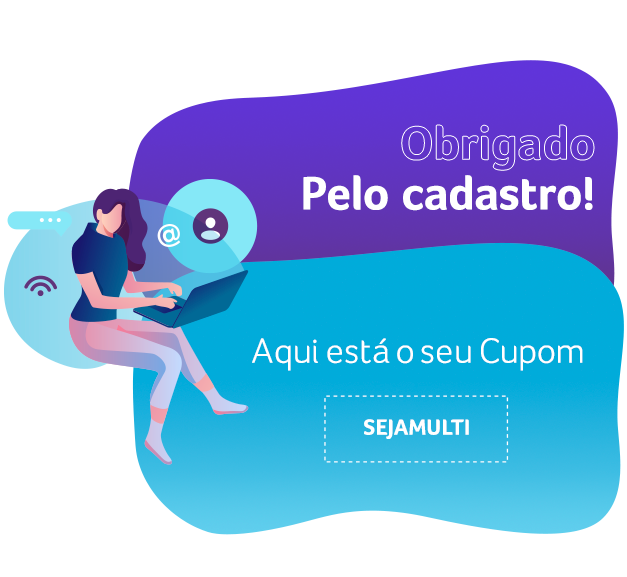 Obrigado
Pelo cadastro!
@
Aqui está o seu Cupom
SEJAMULTI